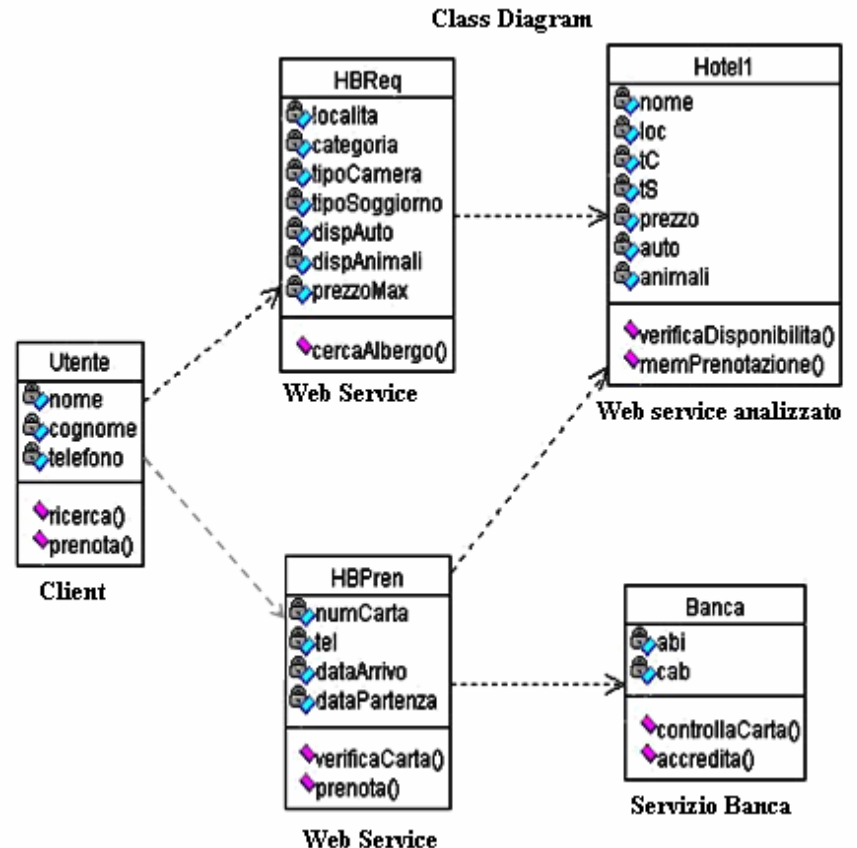 Class Diagram
HBReq
localita
categoria
tipoCamera
tipoSoggiorno
dispAuto
dispAnimali
prezzoMax
cercaAlbergo()
Web Service
Hotel1
nome
loc
tC
tS
prezzo
auto
animali
verificaDisponibilita()
memPrenotazione()
Web service analizzato
Utente
nome
cognome
telefono
ricerca()
prenota()
Client
HBPren
numCarta
tel
dataArrivo
dataPartenza
verificaCarta()
prenota()
Web Service
Banca
abi
cab
controllaCarta()
accredita()
Servizio Banca